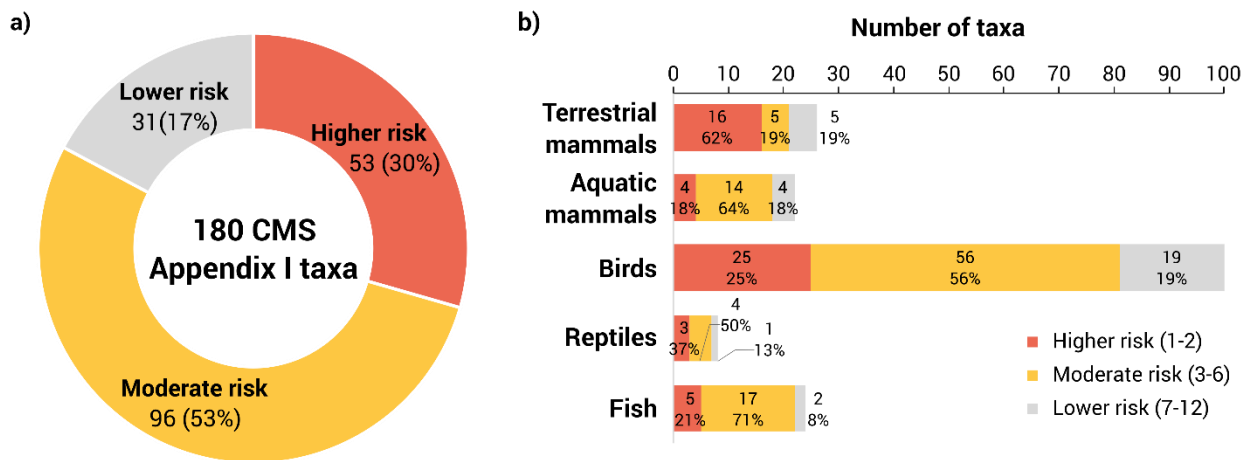 a)
Lower risk
31(17%)
Higher risk
53 (30%)
180 CMS
Appendix I taxa
Moderate risk
96 (53%)
b)
Number of taxa
0 10 20 30 40 50 60 70 80 90 100
Terrestrial
mammals
16 5 5
62% 19% 19%
Aquatic
mammals
4 14 4
18% 64% 18%
Birds
25 56 19
25% 56% 19%
Reptiles
3 4 1
37% 50% 13%
Fish
5 17 2
21% 71% 8%
Higher risk (1-2)
Moderate risk (3-6)
Lower risk (7-12)